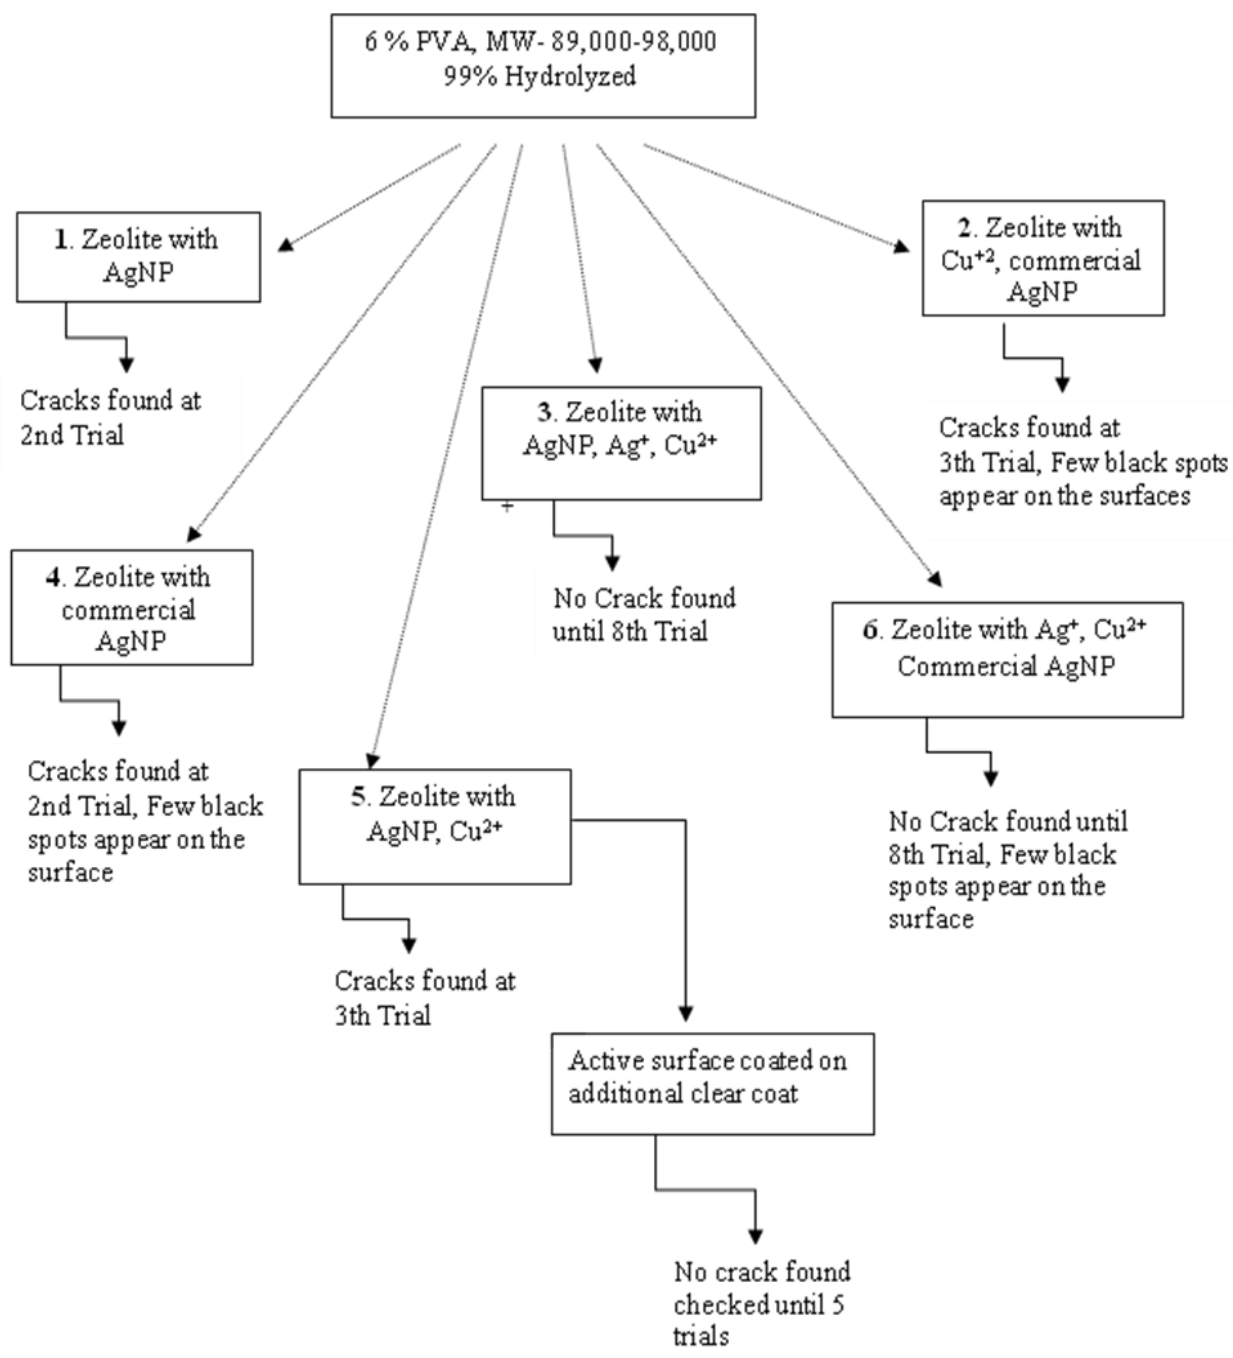 6 % PVA, MW- 89,000-98,000
99% Hydrolyzed
1. Zeolite with
AgNP
Cracks found at
2nd Trial
2. Zeolite with
Cu⁺², commercial
AgNP
Cracks found at
3th Trial, Few black spots
appear on the surfaces
3. Zeolite with
AgNP, Ag⁺, Cu²⁺
+
No Crack found
until 8th Trial
4. Zeolite with
commercial
AgNP
Cracks found at
2nd Trial, Few black
spots appear on the
surface
5. Zeolite with
AgNP, Cu²⁺
Cracks found at
3th Trial
Active surface coated on
additional clear coat
No crack found
checked until 5
trials
6. Zeolite with Ag⁺, Cu²⁺
Commercial AgNP
No Crack found until
8th Trial, Few black
spots appear on the
surface